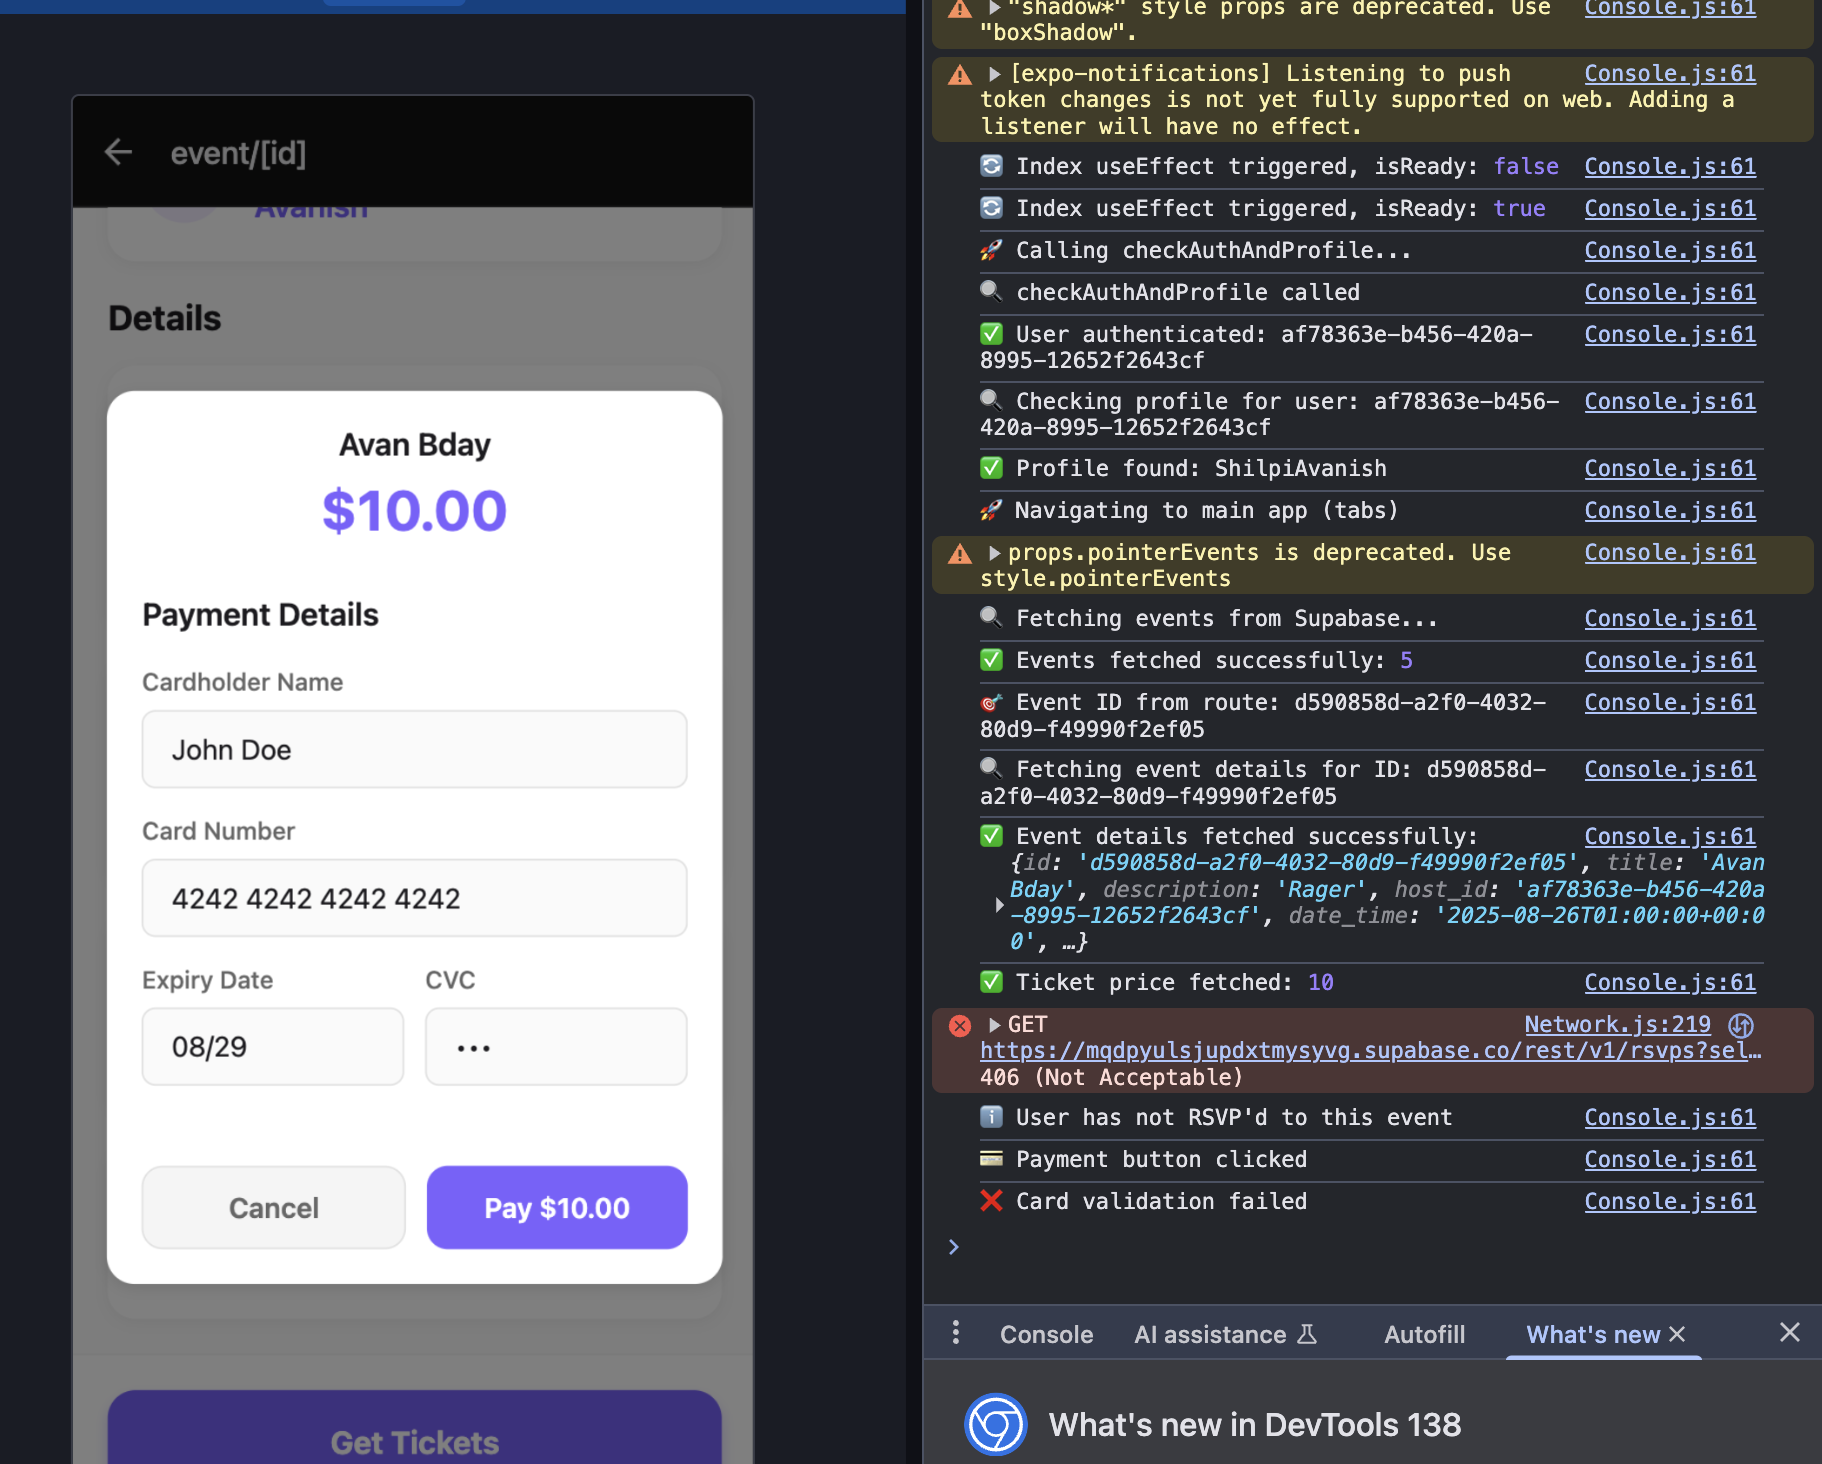 event/[id]
Avanish
Details
Avan Bday
$10.00
Payment Details
Cardholder Name
John Doe
Card Number
4242 4242 4242 4242
Expiry Date
CVC
08/29
•••
Cancel
Pay $10.00
Get Tickets
"shadow*" style props are deprecated. Use Console.js:61
"boxShadow".
[expo-notifications] Listening to push Console.js:61
token changes is not yet fully supported on web. Adding a
listener will have no effect.
🔄 Index useEffect triggered, isReady: false Console.js:61
🔄 Index useEffect triggered, isReady: true Console.js:61
🚀 Calling checkAuthAndProfile... Console.js:61
🔍 checkAuthAndProfile called Console.js:61
✅ User authenticated: af78363e-b456-420a- Console.js:61
8995-12652f2643cf
🔍 Checking profile for user: af78363e-b456- Console.js:61
420a-8995-12652f2643cf
✅ Profile found: ShilpiAvanish Console.js:61
🚀 Navigating to main app (tabs) Console.js:61
props.pointerEvents is deprecated. Use Console.js:61
style.pointerEvents
🔍 Fetching events from Supabase... Console.js:61
✅ Events fetched successfully: 5 Console.js:61
🎯 Event ID from route: d590858d-a2f0-4032- Console.js:61
80d9-f49990f2ef05
🔍 Fetching event details for ID: d590858d- Console.js:61
a2f0-4032-80d9-f49990f2ef05
✅ Event details fetched successfully: Console.js:61
{id: 'd590858d-a2f0-4032-80d9-f49990f2ef05', title: 'Avan
Bday', description: 'Rager', host_id: 'af78363e-b456-420a
-8995-12652f2643cf', date_time: '2025-08-26T01:00:00+00:0
0', …}
✅ Ticket price fetched: 10 Console.js:61
GET Network.js:219
https://mqdpyulsjupdxtmysyvg.supabase.co/rest/v1/rsvps?sel…
406 (Not Acceptable)
ℹ️ User has not RSVP'd to this event Console.js:61
💳 Payment button clicked Console.js:61
❌ Card validation failed Console.js:61
Console AI assistance Autofill What's new
What's new in DevTools 138